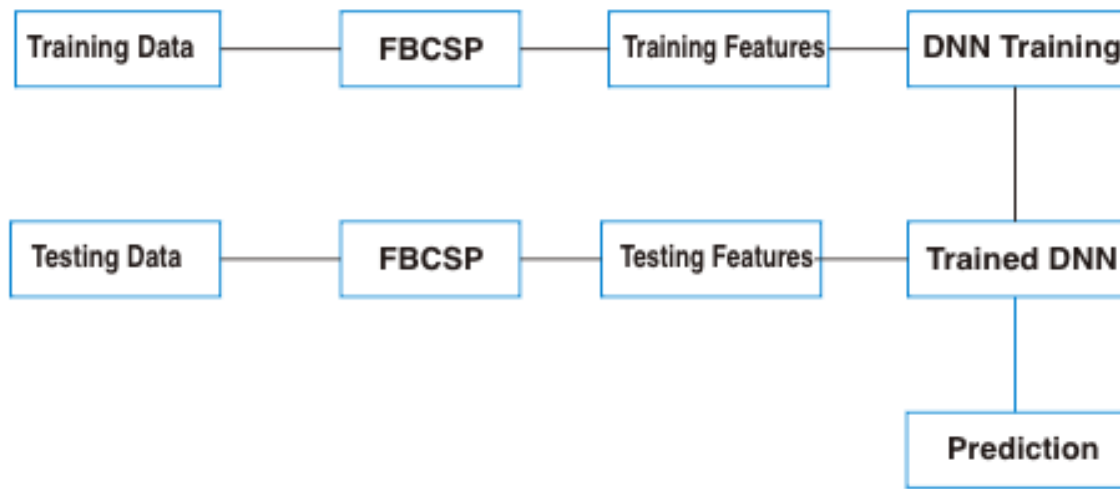 Training Data
FBCSP
Training Features
DNN Training
Testing Data
FBCSP
Testing Features
Trained DNN
Prediction